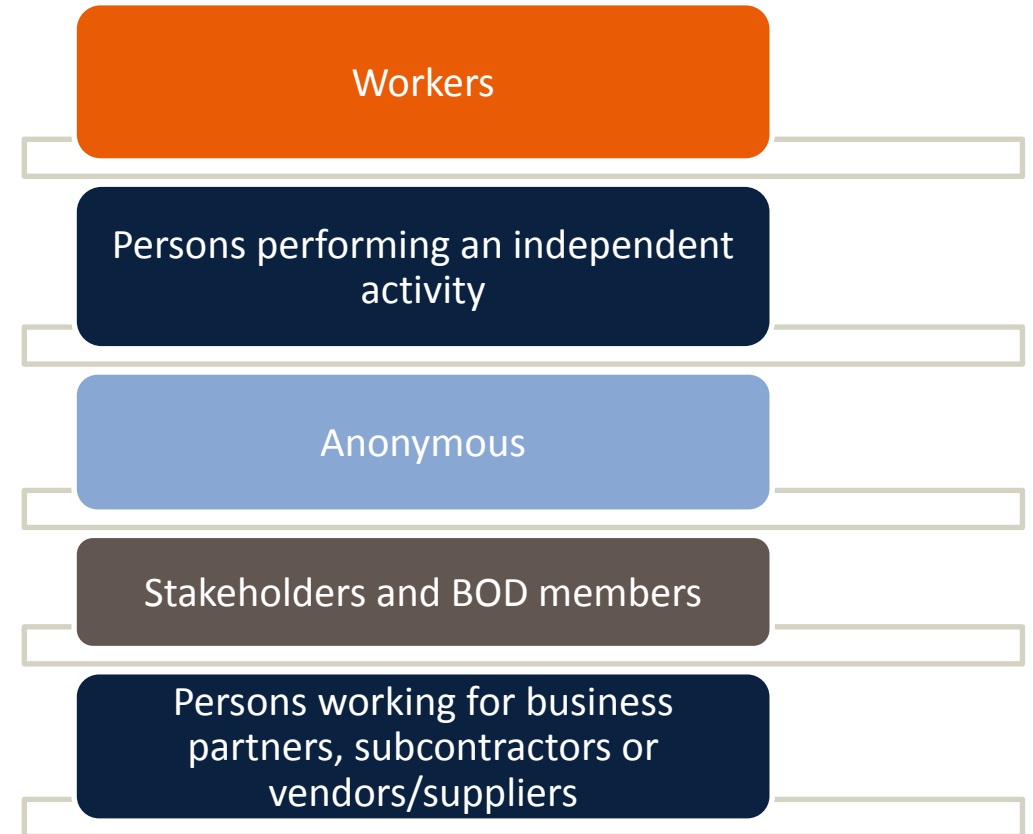 Workers
Persons performing an independent
activity
Anonymous
Stakeholders and BOD members
Persons working for business
partners, subcontractors or
vendors/suppliers